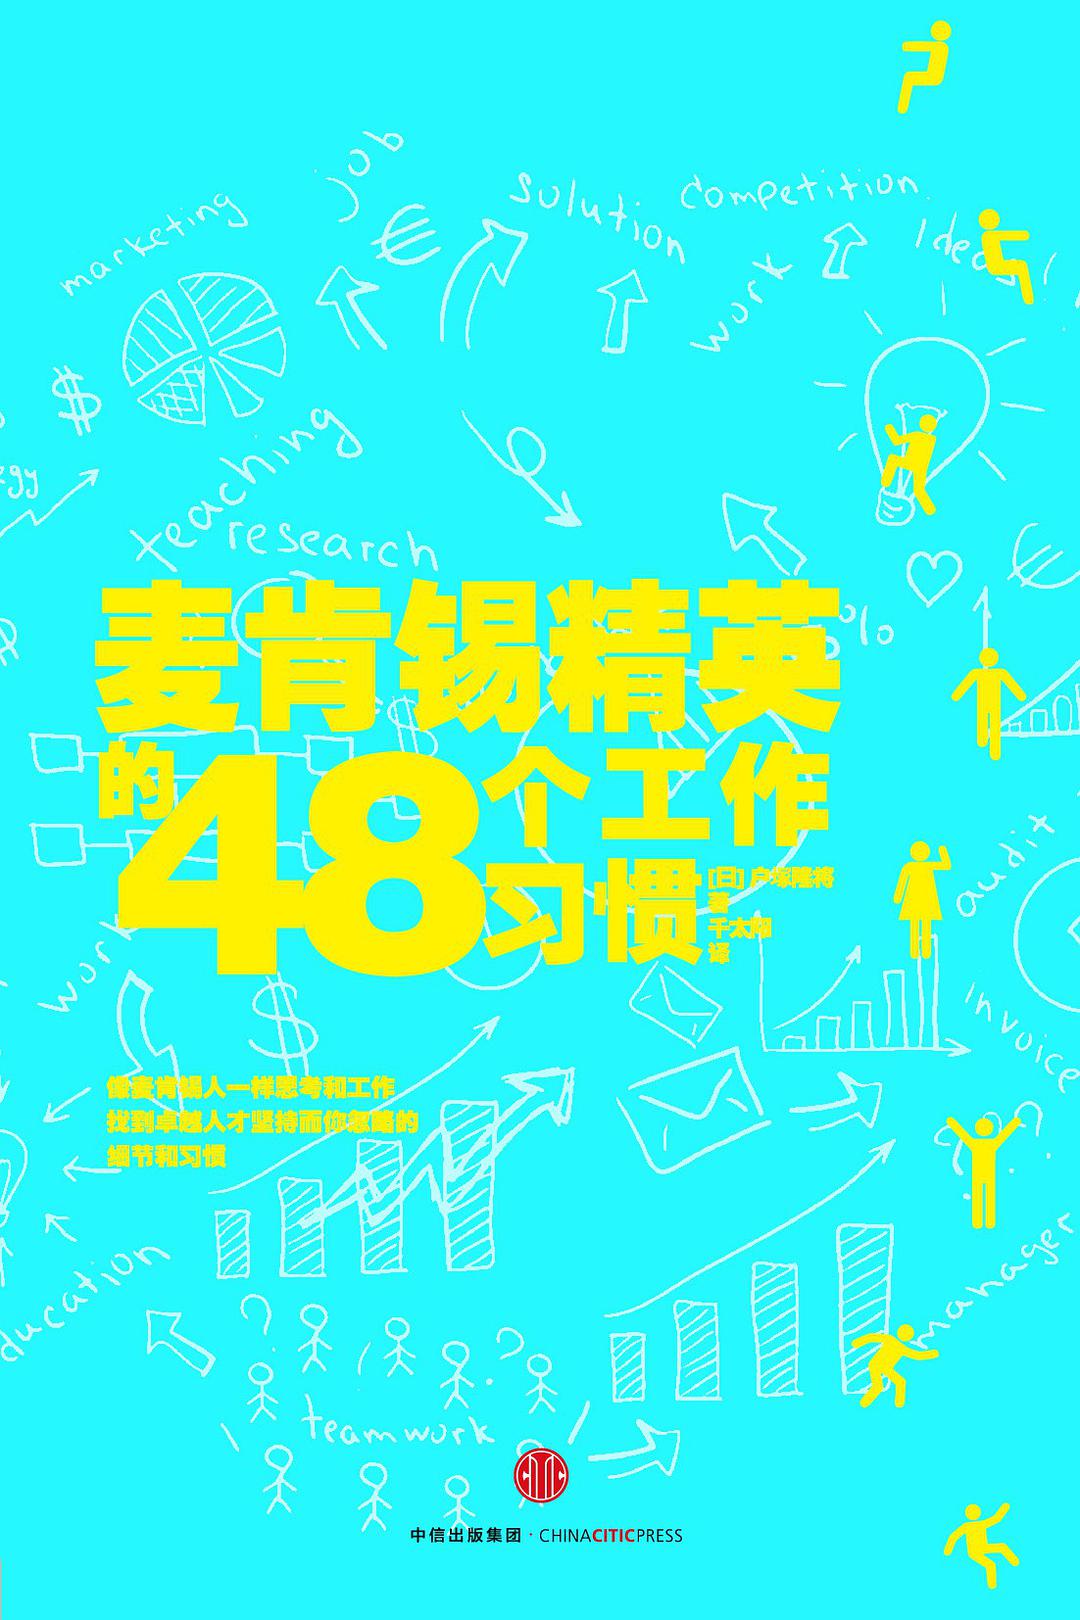 job
solution
competition
marketing
Idea
work
teaching
egy
research
%
麦肯锡精英
的48个工作
习惯
[日] 户塚隆将
著
千太阳
译
audit
work
invoice
像麦肯锡人一样思考和工作
找到卓越人才坚持而你忽略的
细节和习惯
manager
ducation
teamwork
中信出版集团·CHINACITICPRESS